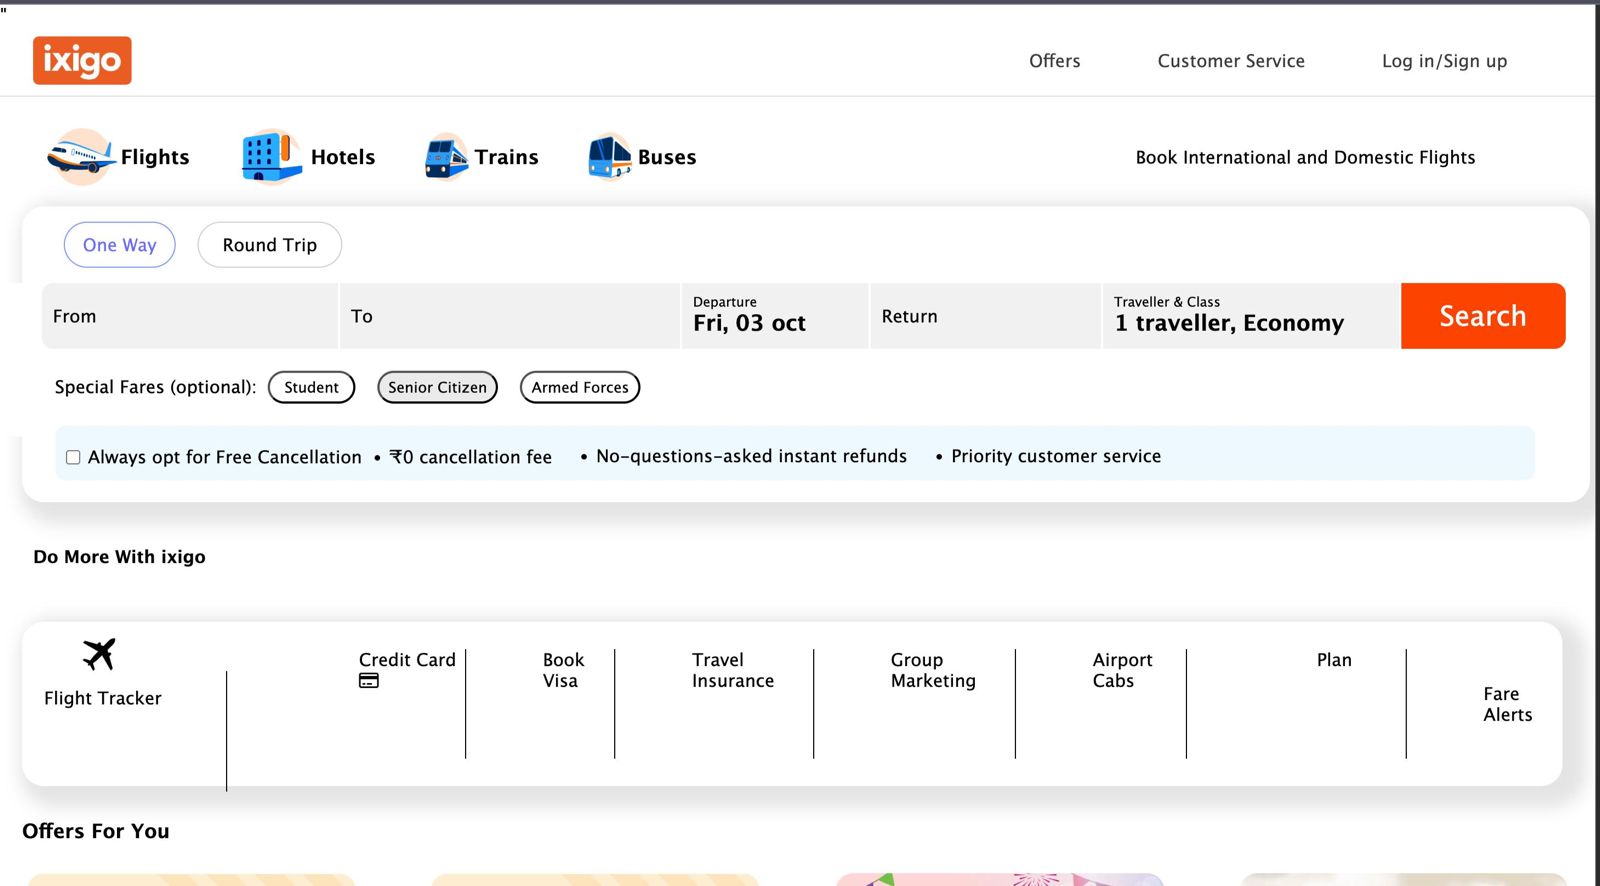 "
ixigo
Offers Customer Service Log in/Sign up
Flights Hotels Trains Buses Book International and Domestic Flights
One Way Round Trip
From To Departure Return Traveller & Class Search
Fri, 03 oct 1 traveller, Economy
Special Fares (optional): Student Senior Citizen Armed Forces
Always opt for Free Cancellation • ₹0 cancellation fee • No-questions-asked instant refunds • Priority customer service
Do More With ixigo
Flight Tracker
Credit Card
Book
Visa
Travel
Insurance
Group
Marketing
Airport
Cabs
Plan
Fare
Alerts
Offers For You